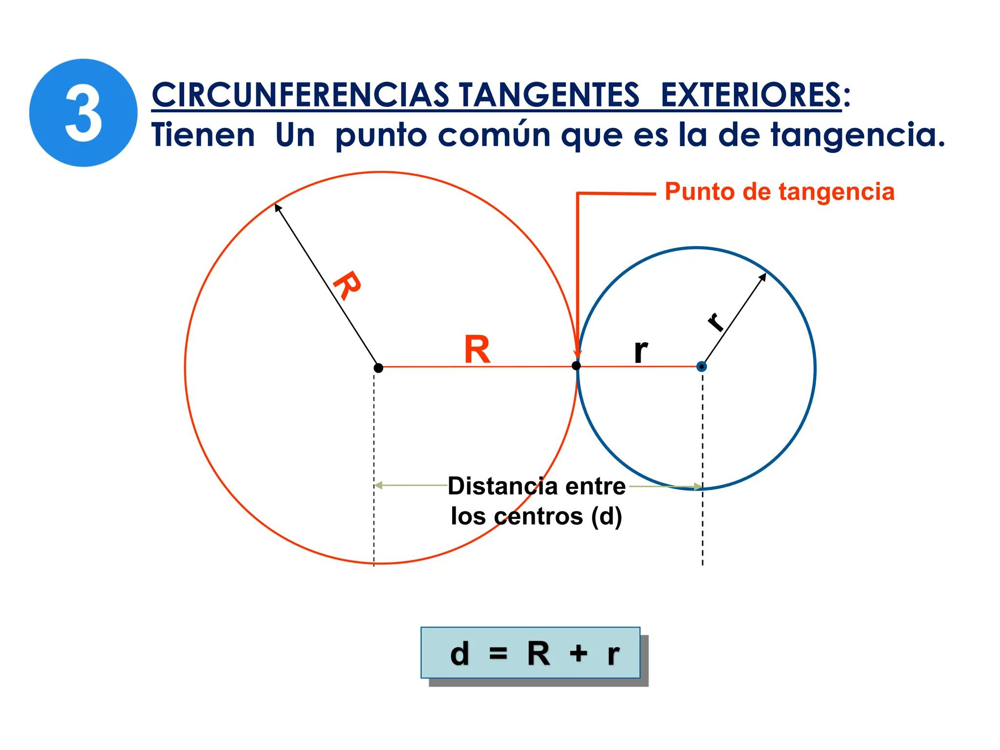 3
CIRCUNFERENCIAS TANGENTES EXTERIORES:
Tienen Un punto común que es la de tangencia.
Punto de tangencia
R
r
R
r
Distancia entre
los centros (d)
d = R + r